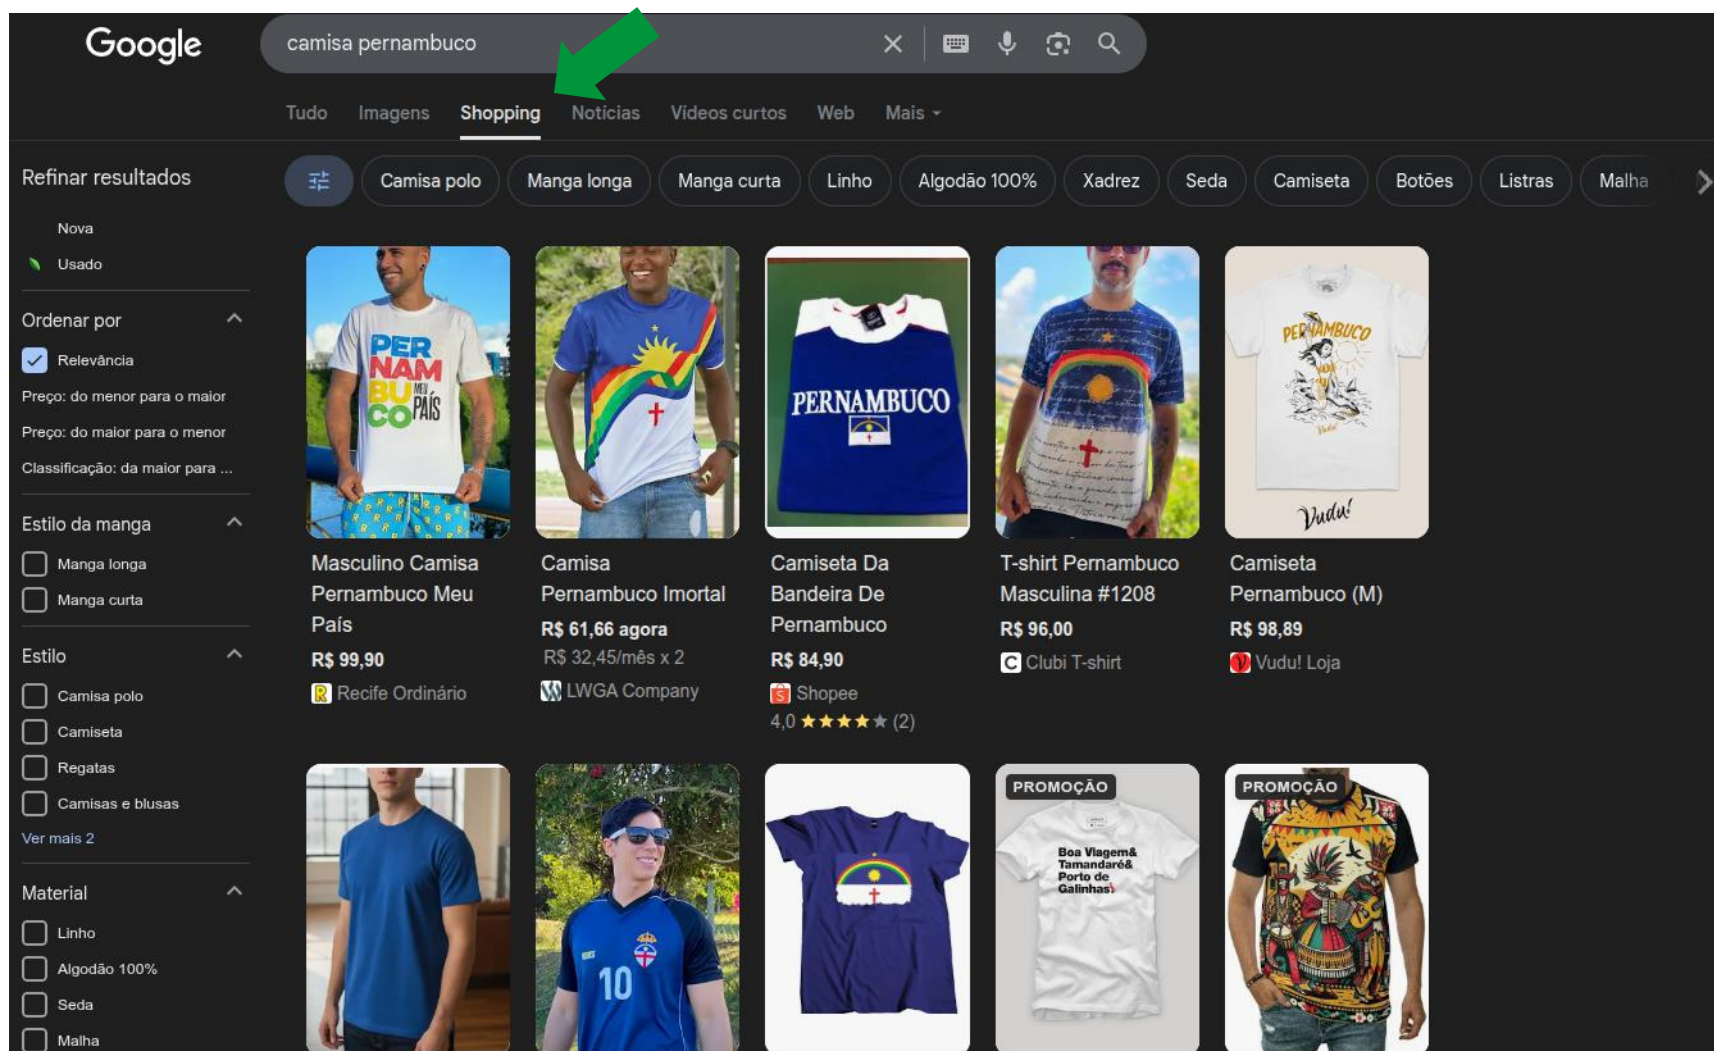 Google
camisa pernambuco
Tudo Imagens Shopping Notícias Vídeos curtos Web Mais
Refinar resultados
Nova
Usado
Ordenar por
Relevância
Preço: do menor para o maior
Preço: do maior para o menor
Classificação: da maior para ...
Estilo da manga
Manga longa
Manga curta
Estilo
Camisa polo
Camiseta
Regatas
Camisas e blusas
Ver mais 2
Material
Linho
Algodão 100%
Seda
Malha
Camisa polo Manga longa Manga curta Linho Algodão 100% Xadrez Seda Camiseta Botões Listras Malha
PER
NAM
BU MEU
CO PAÍS
Masculino Camisa
Pernambuco Meu
País
R$ 99,90
Recife Ordinário
Camisa
Pernambuco Imortal
R$ 61,66 agora
R$ 32,45/mês x 2
LWGA Company
PERNAMBUCO
Camiseta Da
Bandeira De
Pernambuco
R$ 84,90
Shopee
4,0 (2)
T-shirt Pernambuco
Masculina #1208
R$ 96,00
Clubi T-shirt
PERNAMBUCO
Vudu!
Vudu!
Camiseta
Pernambuco (M)
R$ 98,89
Vudu! Loja
10
PROMOÇÃO
Boa Viagem&
Tamandaré&
Porto de
Galinhas.
PROMOÇÃO